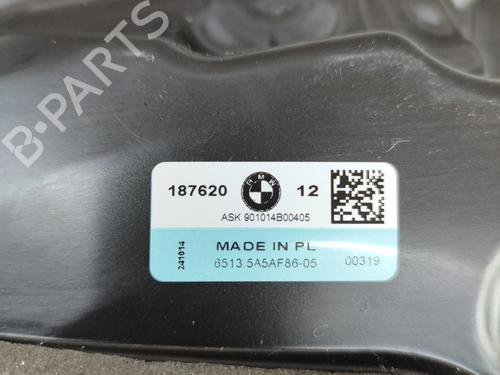 B-PARTS
187620 BMW 12
ASK 901014B00405
MADE IN PL
6513 5A5AF86-05 00319
241014